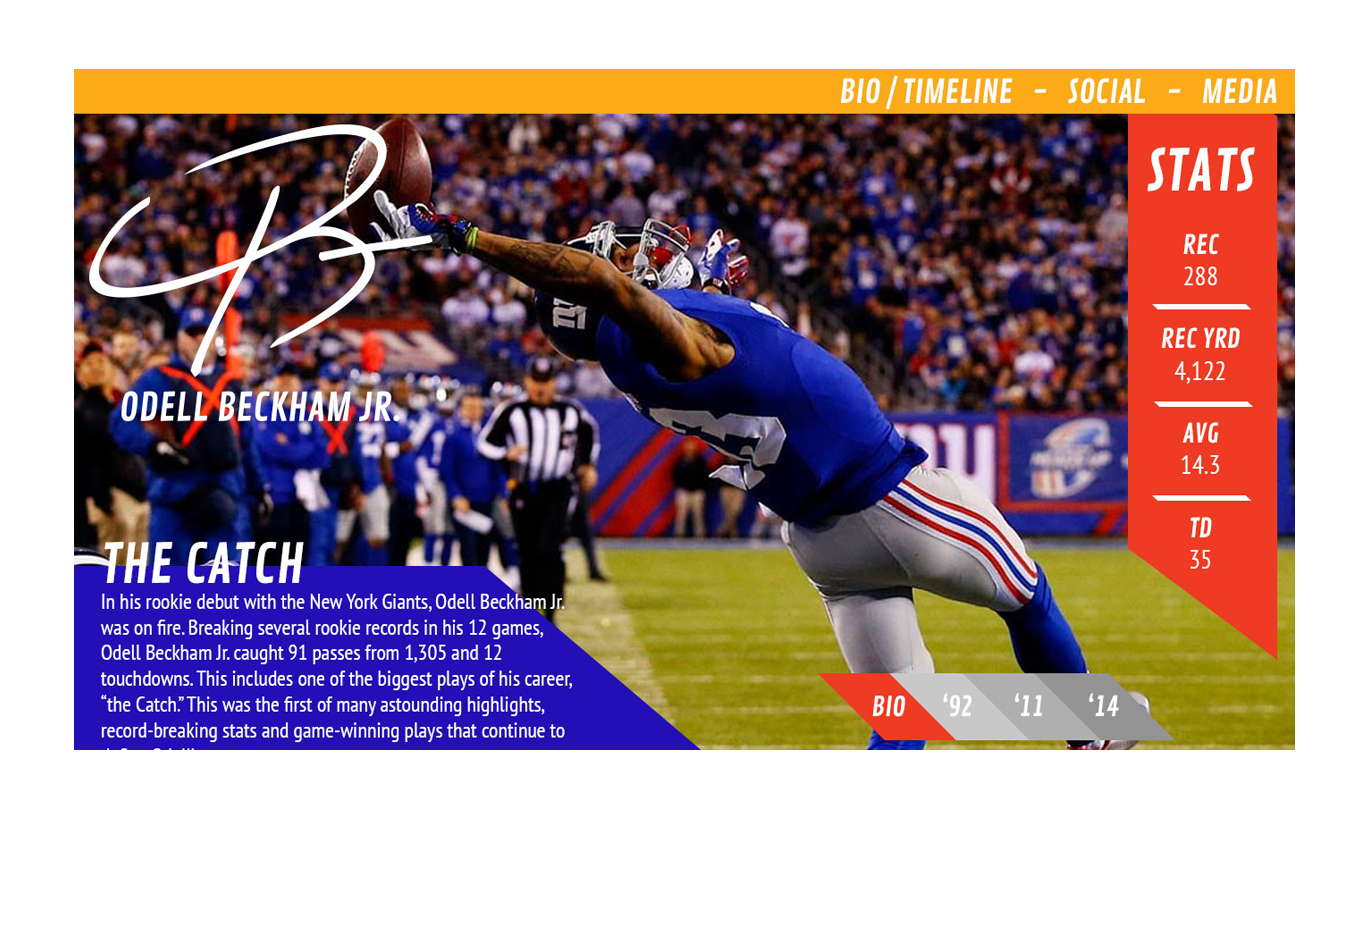 BIO / TIMELINE - SOCIAL - MEDIA
STATS
REC
288
REC YRD
4,122
AVG
14.3
TD
35
ODELL BECKHAM JR.
THE CATCH
In his rookie debut with the New York Giants, Odell Beckham Jr.
was on fire. Breaking several rookie records in his 12 games,
Odell Beckham Jr. caught 91 passes from 1,305 and 12
touchdowns. This includes one of the biggest plays of his career,
“the Catch.” This was the first of many astounding highlights,
record-breaking stats and game-winning plays that continue to
BIO ‘92 ‘11 ‘14
ny
13